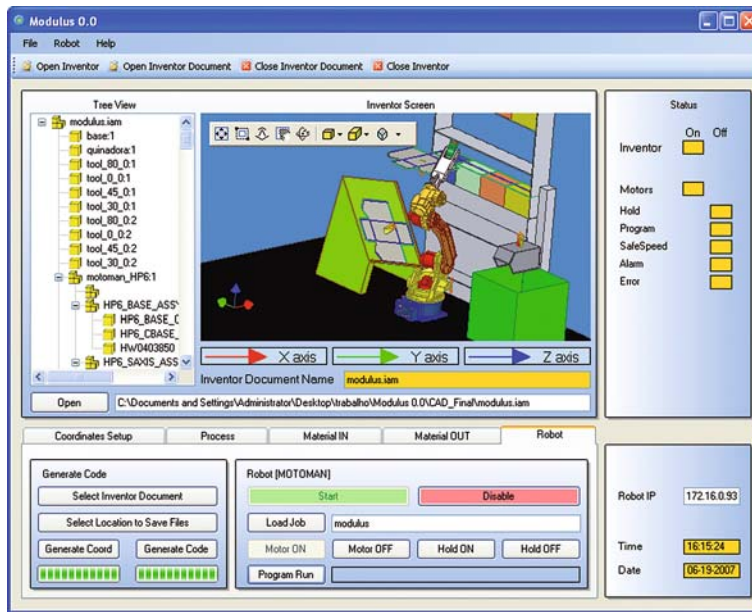 Modulus 0.0
File Robot Help
Open Inventor Open Inventor Document Close Inventor Document Close Inventor
Tree View
modulus.iam
base:1
quinadora:1
tool_80_0:1
tool_0_0:1
tool_45_0:1
tool_30_0:1
tool_80_0:2
tool_0_0:2
tool_45_0:2
tool_30_0:2
motoman_HP6:1
HP6_BASE_ASSY
HP6_BASE_C
HP6_CBASE_
HW0403850
HP6_SAXIS_ASS
Inventor Screen
X axis Y axis Z axis
Inventor Document Name modulus.iam
Open C:\Documents and Settings\Administrator\Desktop\trabalho\Modulus 0.0\CAD_Final\modulus.iam
Status
On Off
Inventor
Motors
Hold
Program
SafeSpeed
Alarm
Error
Coordinates Setup Process Material IN Material OUT Robot
Generate Code
Select Inventor Document
Select Location to Save Files
Generate Coord Generate Code
Robot [MOTOMAN]
Start Disable
Load Job modulus
Motor ON Motor OFF Hold ON Hold OFF
Program Run
Robot IP 172.16.0.93
Time 16:15:24
Date 06-19-2007